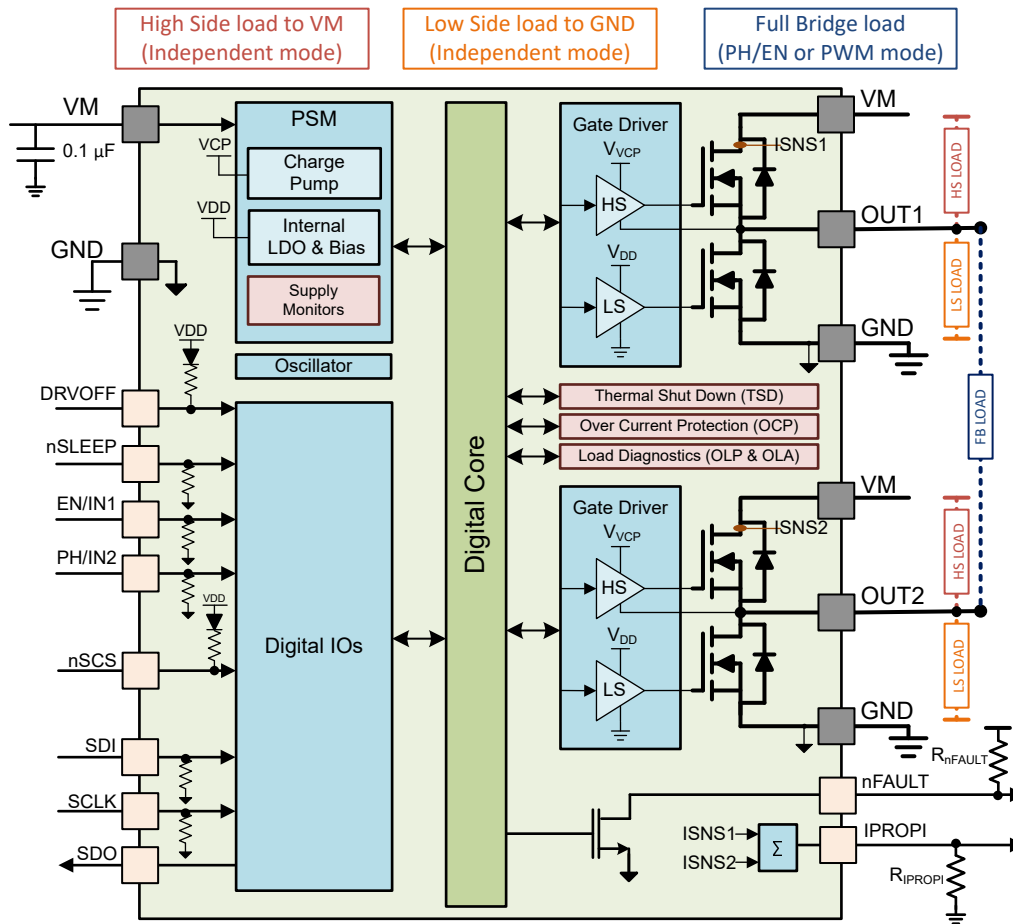 High Side load to VM
(Independent mode)
Low Side load to GND
(Independent mode)
Full Bridge load
(PH/EN or PWM mode)
VM
0.1 µF
GND
VDD
DRVOFF
nSLEEP
EN/IN1
PH/IN2
VDD
nSCS
SDI
SCLK
SDO
PSM
VCP
Charge
Pump
VDD
Internal
LDO & Bias
Supply
Monitors
Oscillator
Digital IOs
Digital Core
Gate Driver
VVCP
HS
VDD
LS
ISNS1
VM
OUT1
GND
HS LOAD
LS LOAD
FB LOAD
Thermal Shut Down (TSD)
Over Current Protection (OCP)
Load Diagnostics (OLP & OLA)
Gate Driver
VVCP
HS
VDD
LS
ISNS2
VM
OUT2
GND
HS LOAD
LS LOAD
RnFAULT
nFAULT
ISNS1
ISNS2
Σ
IPROPI
RIPROPI